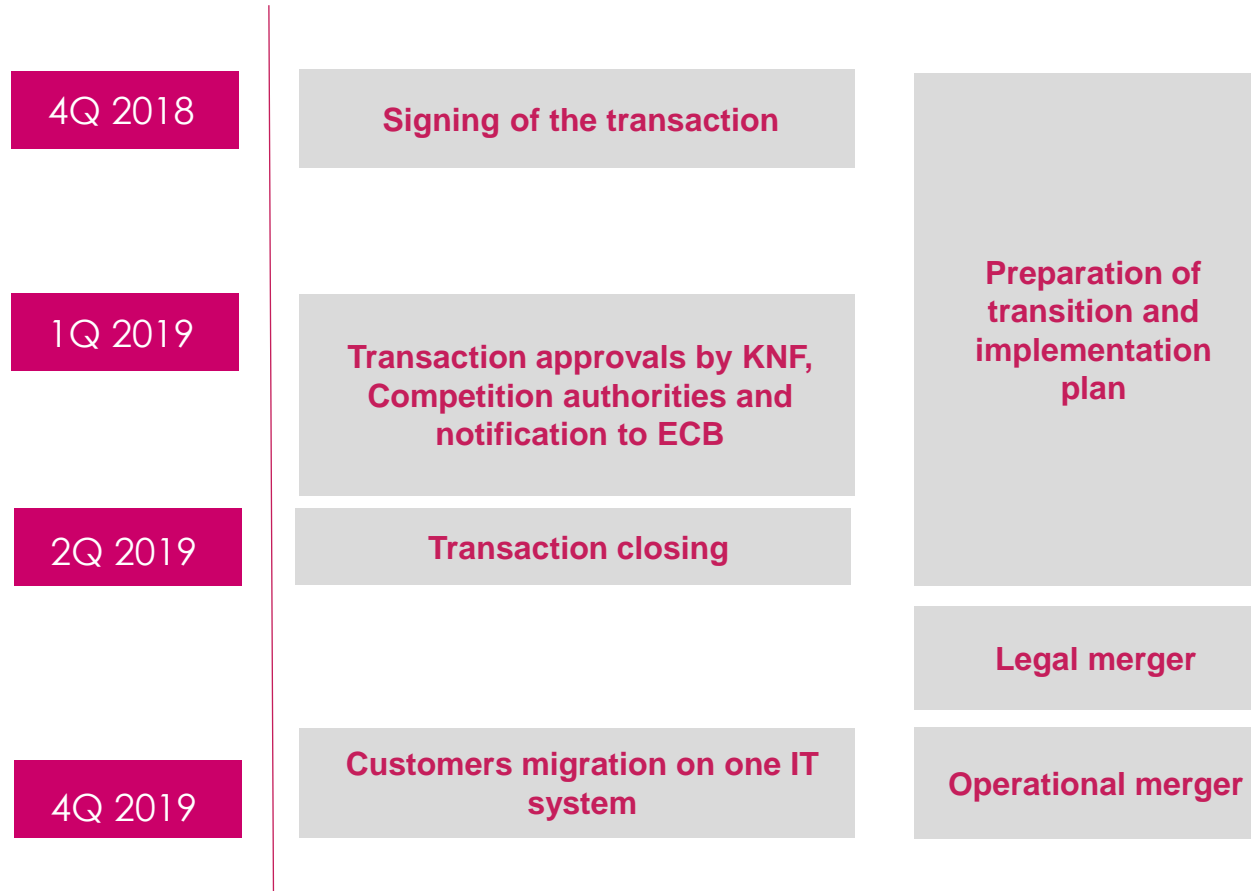 4Q 2018
Signing of the transaction
1Q 2019
Transaction approvals by KNF,
Competition authorities and
notification to ECB
Preparation of
transition and
implementation
plan
2Q 2019
Transaction closing
Legal merger
4Q 2019
Customers migration on one IT
system
Operational merger